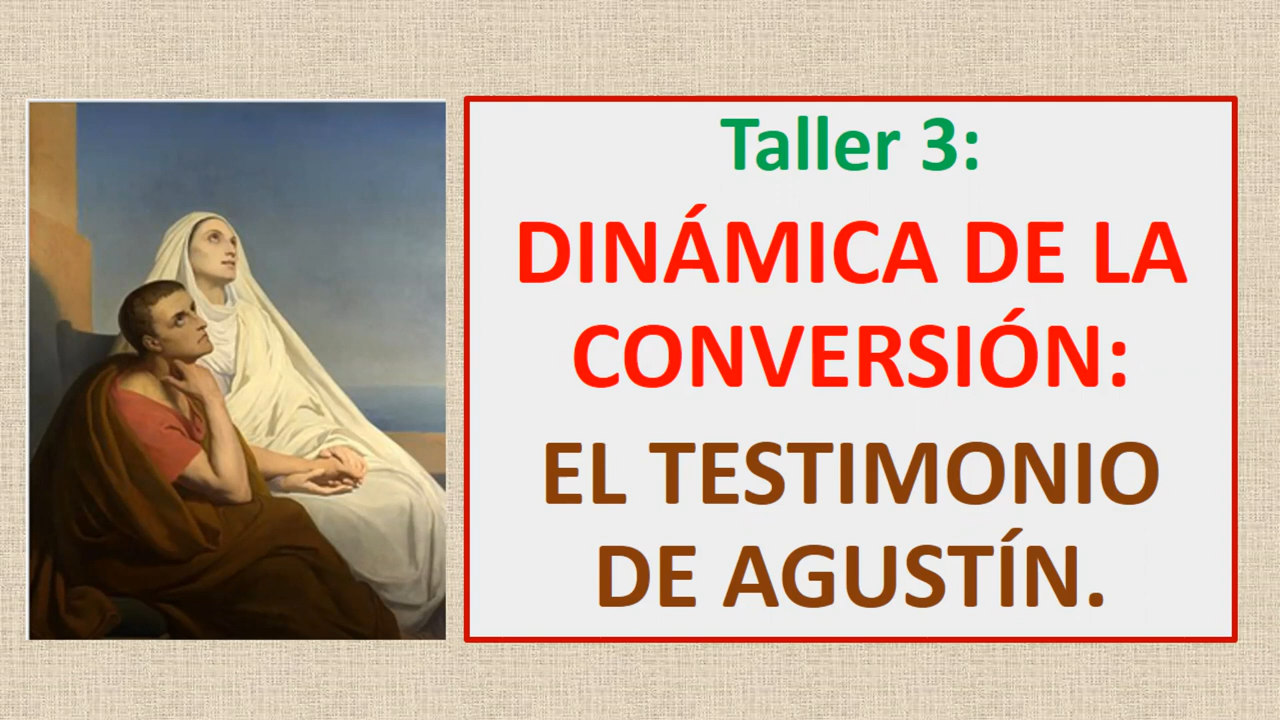 Taller 3:
DINÁMICA DE LA
CONVERSIÓN:
EL TESTIMONIO
DE AGUSTÍN.